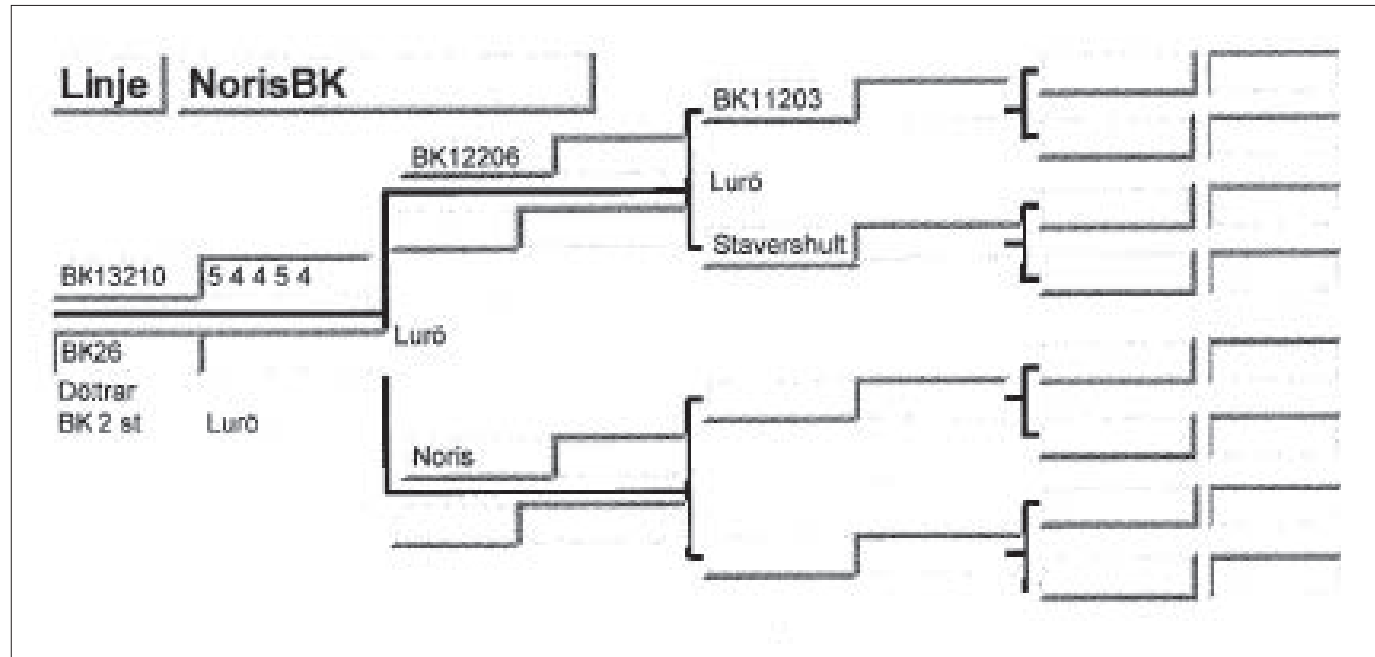 Linje NorisBK
BK11203
BK12206
Lurö
Stavershult
BK13210 5 4 4 5 4
Lurö
BK26
Döttrar
BK 2 st Lurö
Noris